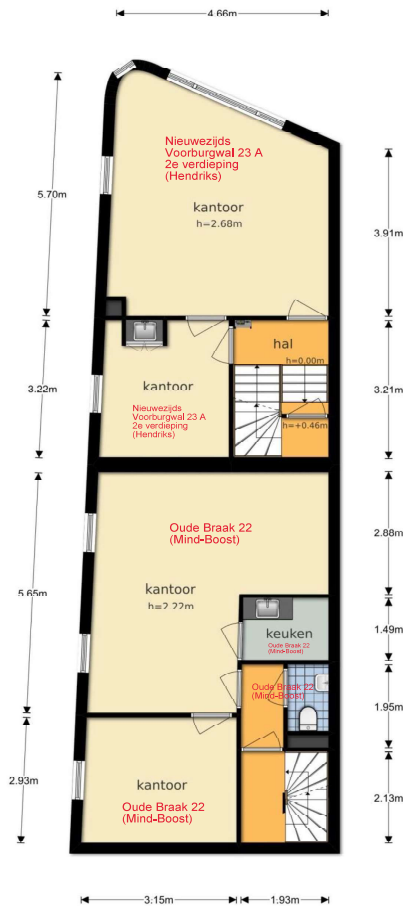 4.66m
Nieuwezijds
Voorburgwal 23 A
2e verdieping
(Hendriks)
kantoor
h=2.68m
5.70m
3.91m
hal
h=0.00m
3.22m
3.21m
kantoor
Nieuwezijds
Voorburgwal 23 A
2e verdieping
(Hendriks)
h=+0.46m
Oude Braak 22
(Mind-Boost)
2.88m
kantoor
h=2.22m
5.65m
keuken
Oude Braak 22
(Mind-Boost)
1.49m
Oude Braak 22
(Mind-Boost)
1.95m
2.93m
kantoor
Oude Braak 22
(Mind-Boost)
2.13m
3.15m
1.93m